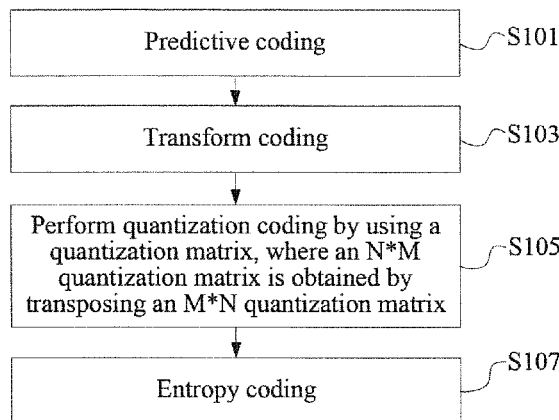 Predictive coding
S101
Transform coding
S103
Perform quantization coding by using a
quantization matrix, where an N*M
quantization matrix is obtained by
transposing an M*N quantization matrix
S105
Entropy coding
S107